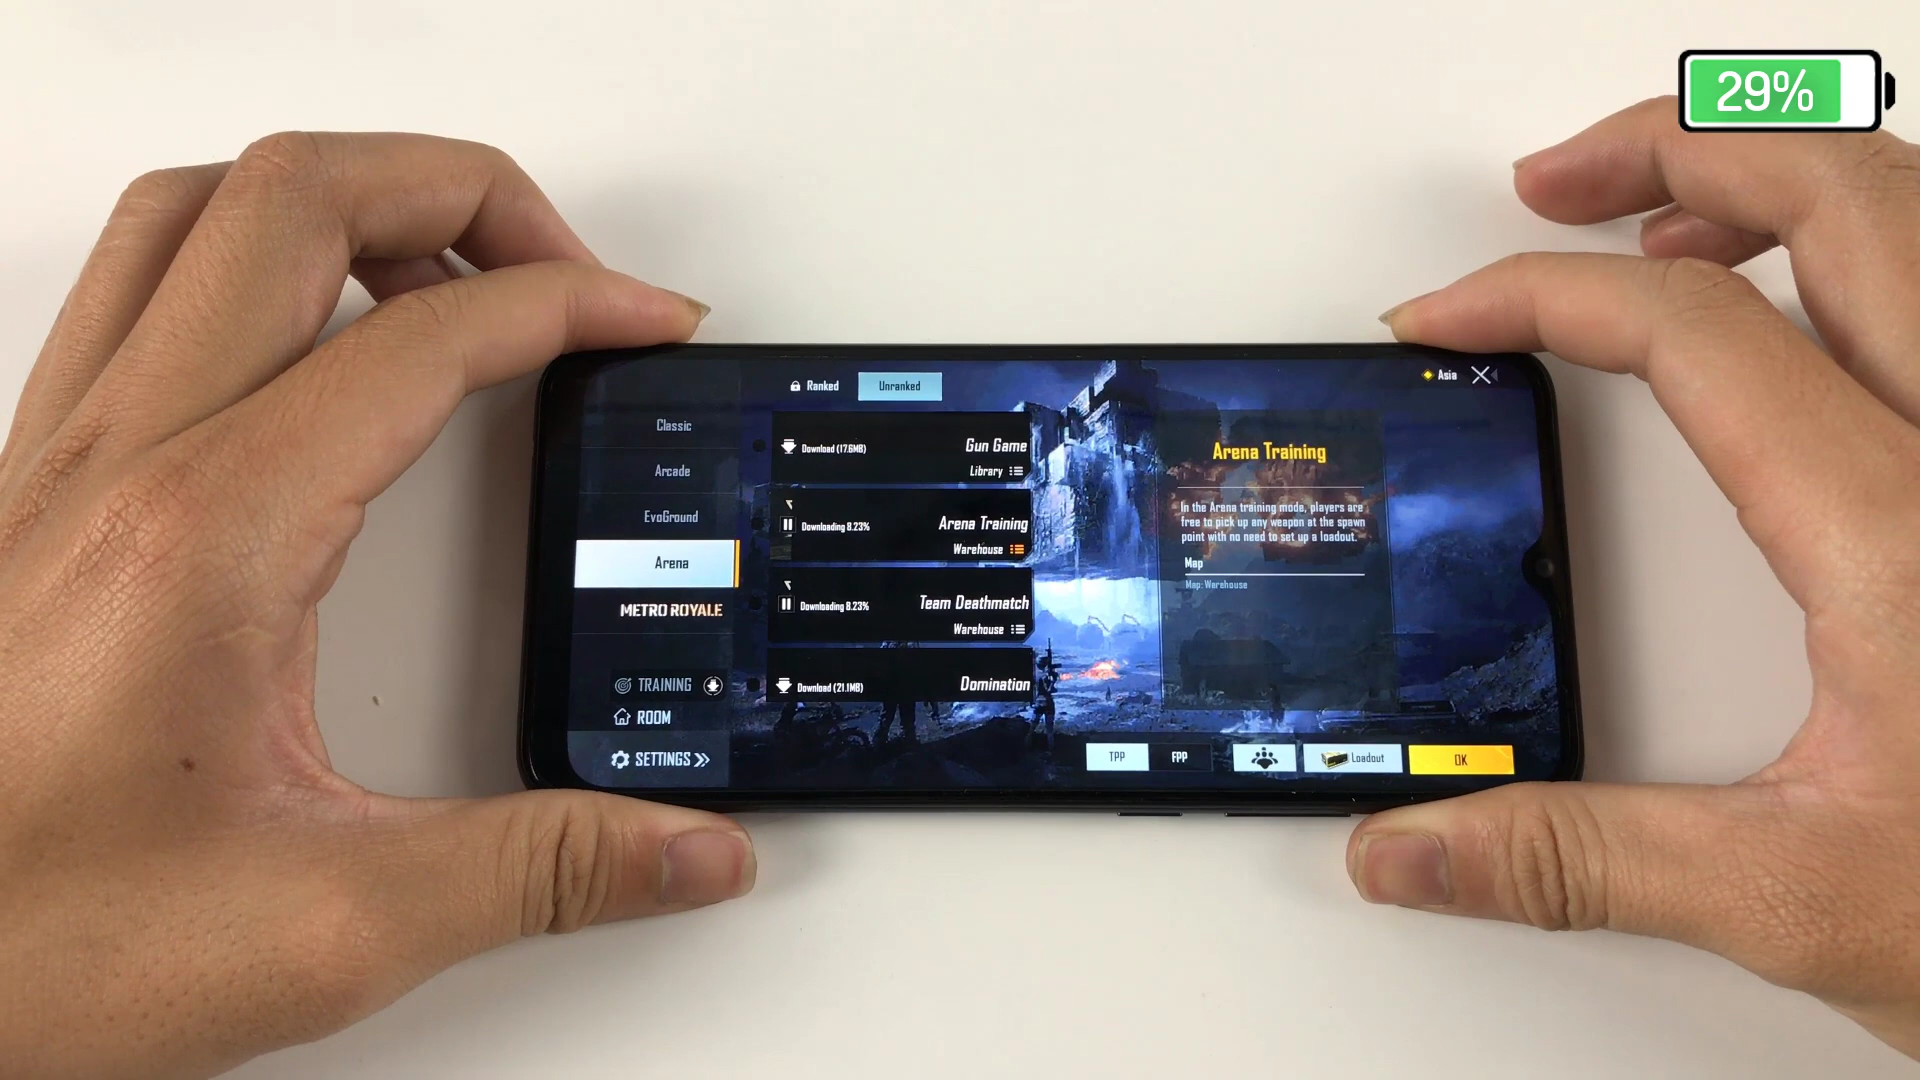 29%
Ranked
Unranked
Asia
Classic
Arcade
EvoGround
Arena
METRO ROYALE
TRAINING
ROOM
SETTINGS
Download (17.6MB)
Gun Game
Library
Downloading 8.23%
Arena Training
Warehouse
Downloading 8.23%
Team Deathmatch
Warehouse
Download (21.1MB)
Domination
Arena Training
In the Arena training mode, players are
free to pick up any weapon at the spawn
point with no need to set up a loadout.
Map
Map: Warehouse
TPP
FPP
Loadout
OK